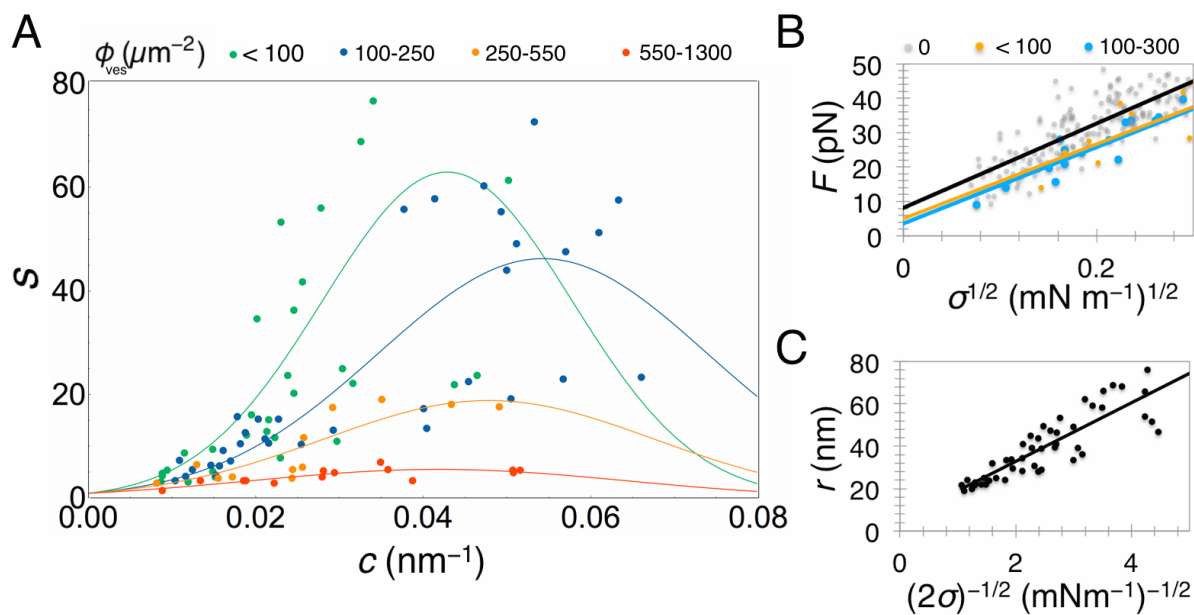 A
ϕves(μm⁻²) < 100 100-250 250-550 550-1300
80
60
40
20
0
s
0.00 0.02 0.04 0.06 0.08
c (nm⁻¹)
B
0 < 100 100-300
50
40
30
20
10
0
F (pN)
0 0.2
σ^1/2 (mN m⁻¹)^1/2
C
80
60
40
20
0
r (nm)
0 2 4
(2σ)^−1/2 (mNm⁻¹)^−1/2